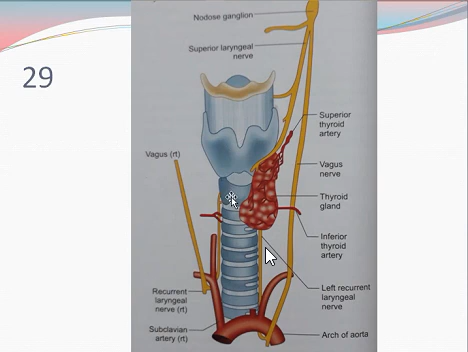 29
Nodose ganglion
Superior laryngeal
nerve
Superior
thyroid
artery
Vagus (rt)
Vagus
nerve
Thyroid
gland
Inferior
thyroid
artery
Recurrent
laryngeal
nerve (rt)
Left recurrent
laryngeal
nerve
Subclavian
artery (rt)
Arch of aorta